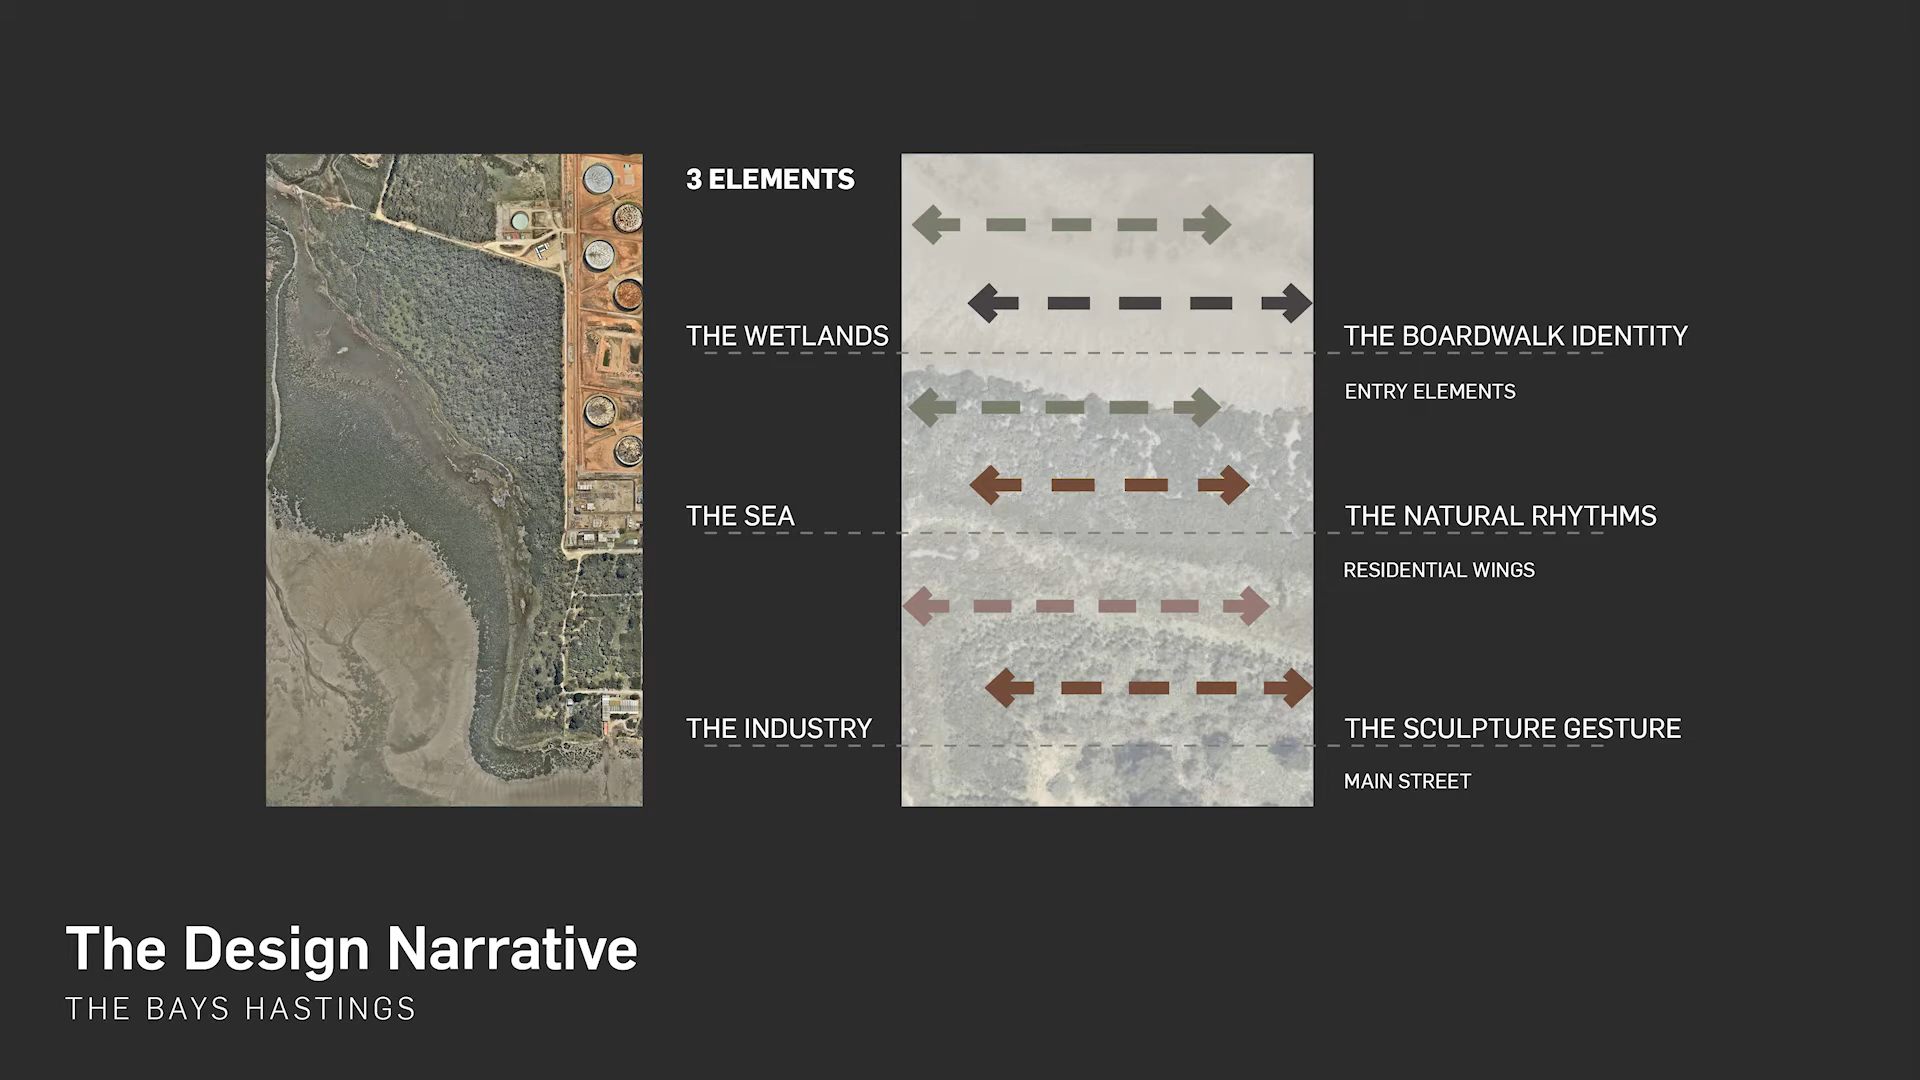 3 ELEMENTS
THE WETLANDS
THE BOARDWALK IDENTITY
ENTRY ELEMENTS
THE SEA
THE NATURAL RHYTHMS
RESIDENTIAL WINGS
THE INDUSTRY
THE SCULPTURE GESTURE
MAIN STREET
The Design Narrative
THE BAYS HASTINGS